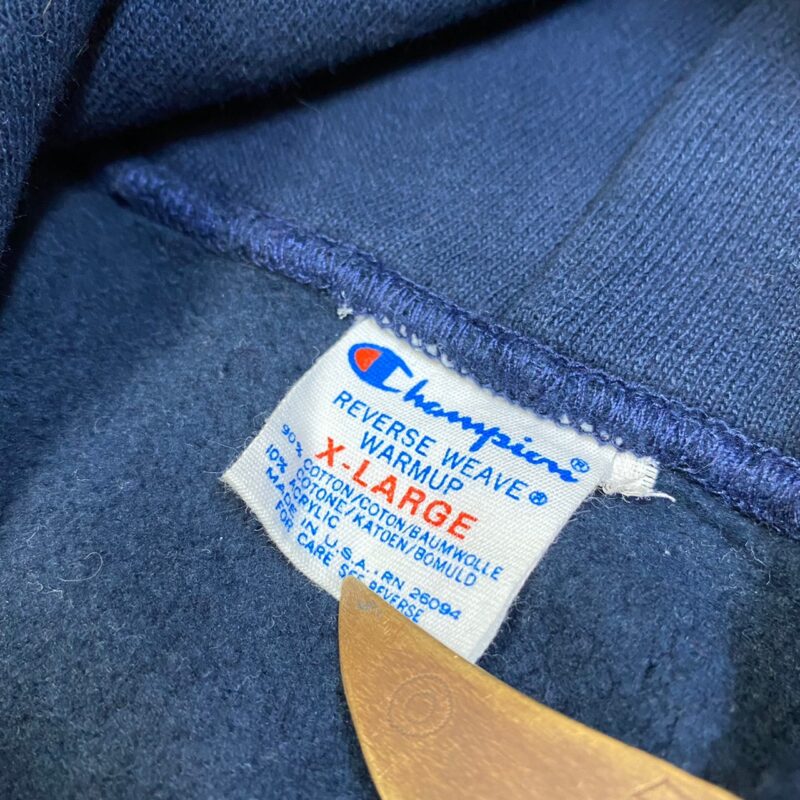 Champion®
REVERSE WEAVE®
WARMUP
X-LARGE
90% COTTON/COTON/BAUMWOLLE
COTONE/KATOEN/BOMULD
10% ACRYLIC
MADE IN U.S.A. RN 26094
FOR CARE SEE REVERSE